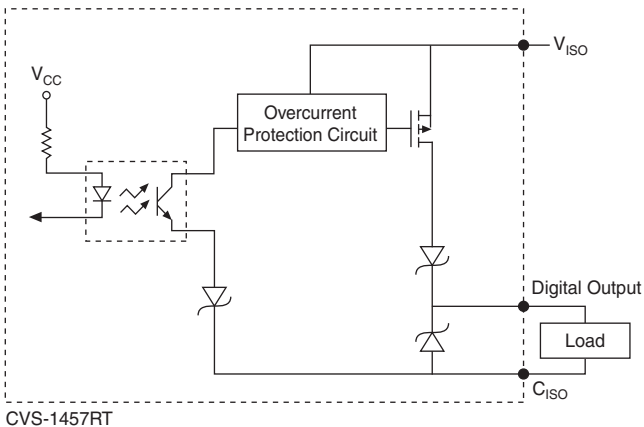 V_ISO
V_CC
Overcurrent
Protection Circuit
Digital Output
Load
C_ISO
CVS-1457RT